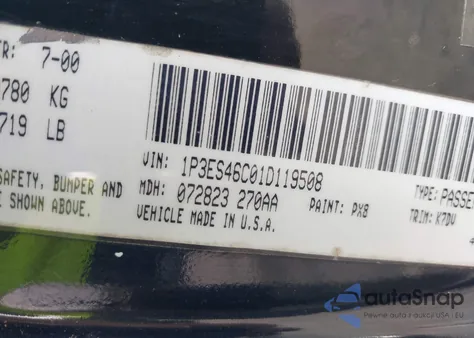 TR: 7-00
780 KG
719 LB
VIN: 1P3ES46C01D119508
TYPE: PASSE
SAFETY, BUMPER AND
MDH: 072823 270AA
PAINT: PX8
TRIM: K7DV
E SHOWN ABOVE.
VEHICLE MADE IN U.S.A.
autoSnap